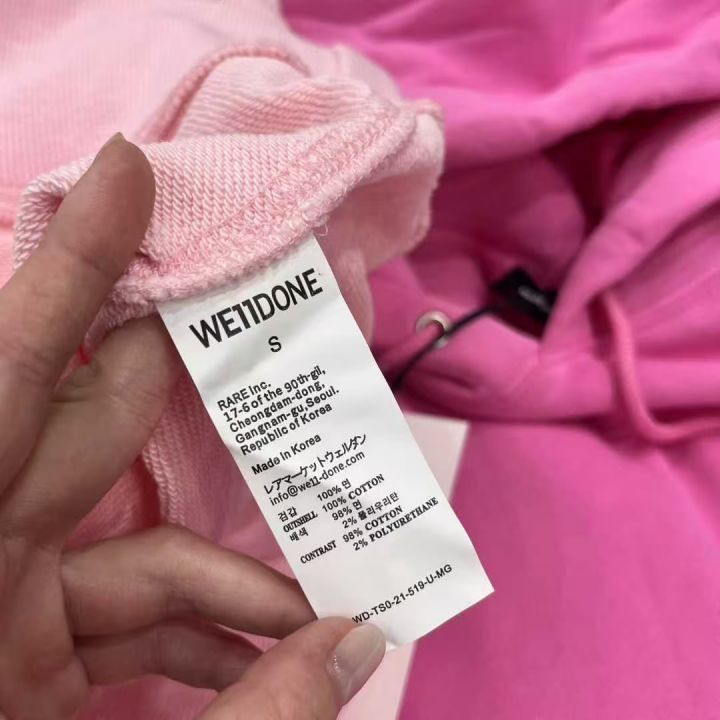 WE11DONE
S
RARE Inc.
17-6 of the 90th-gil,
Cheongdam-dong,
Gangnam-gu, Seoul.
Republic of Korea
Made in Korea
レアマーケットウェルダン
info@we11-done.com
겉감 100% 면
OUTSHELL 100% COTTON
배색 98% 면
2% 폴리우레탄
CONTRAST 98% COTTON
2% POLYURETHANE
WD-TS0-21-519-U-MG